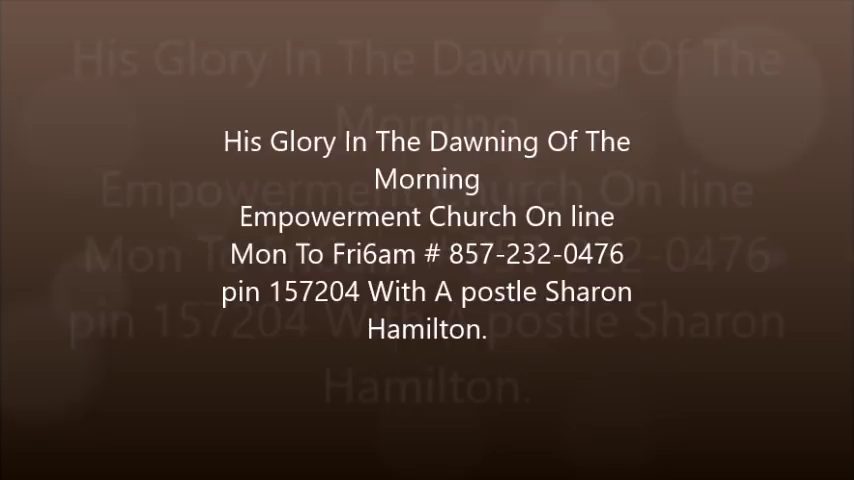 His Glory In The Dawning Of The
Morning
Empowerment Church On line
Mon To Fri6am # 857-232-0476
pin 157204 With A postle Sharon
Hamilton.